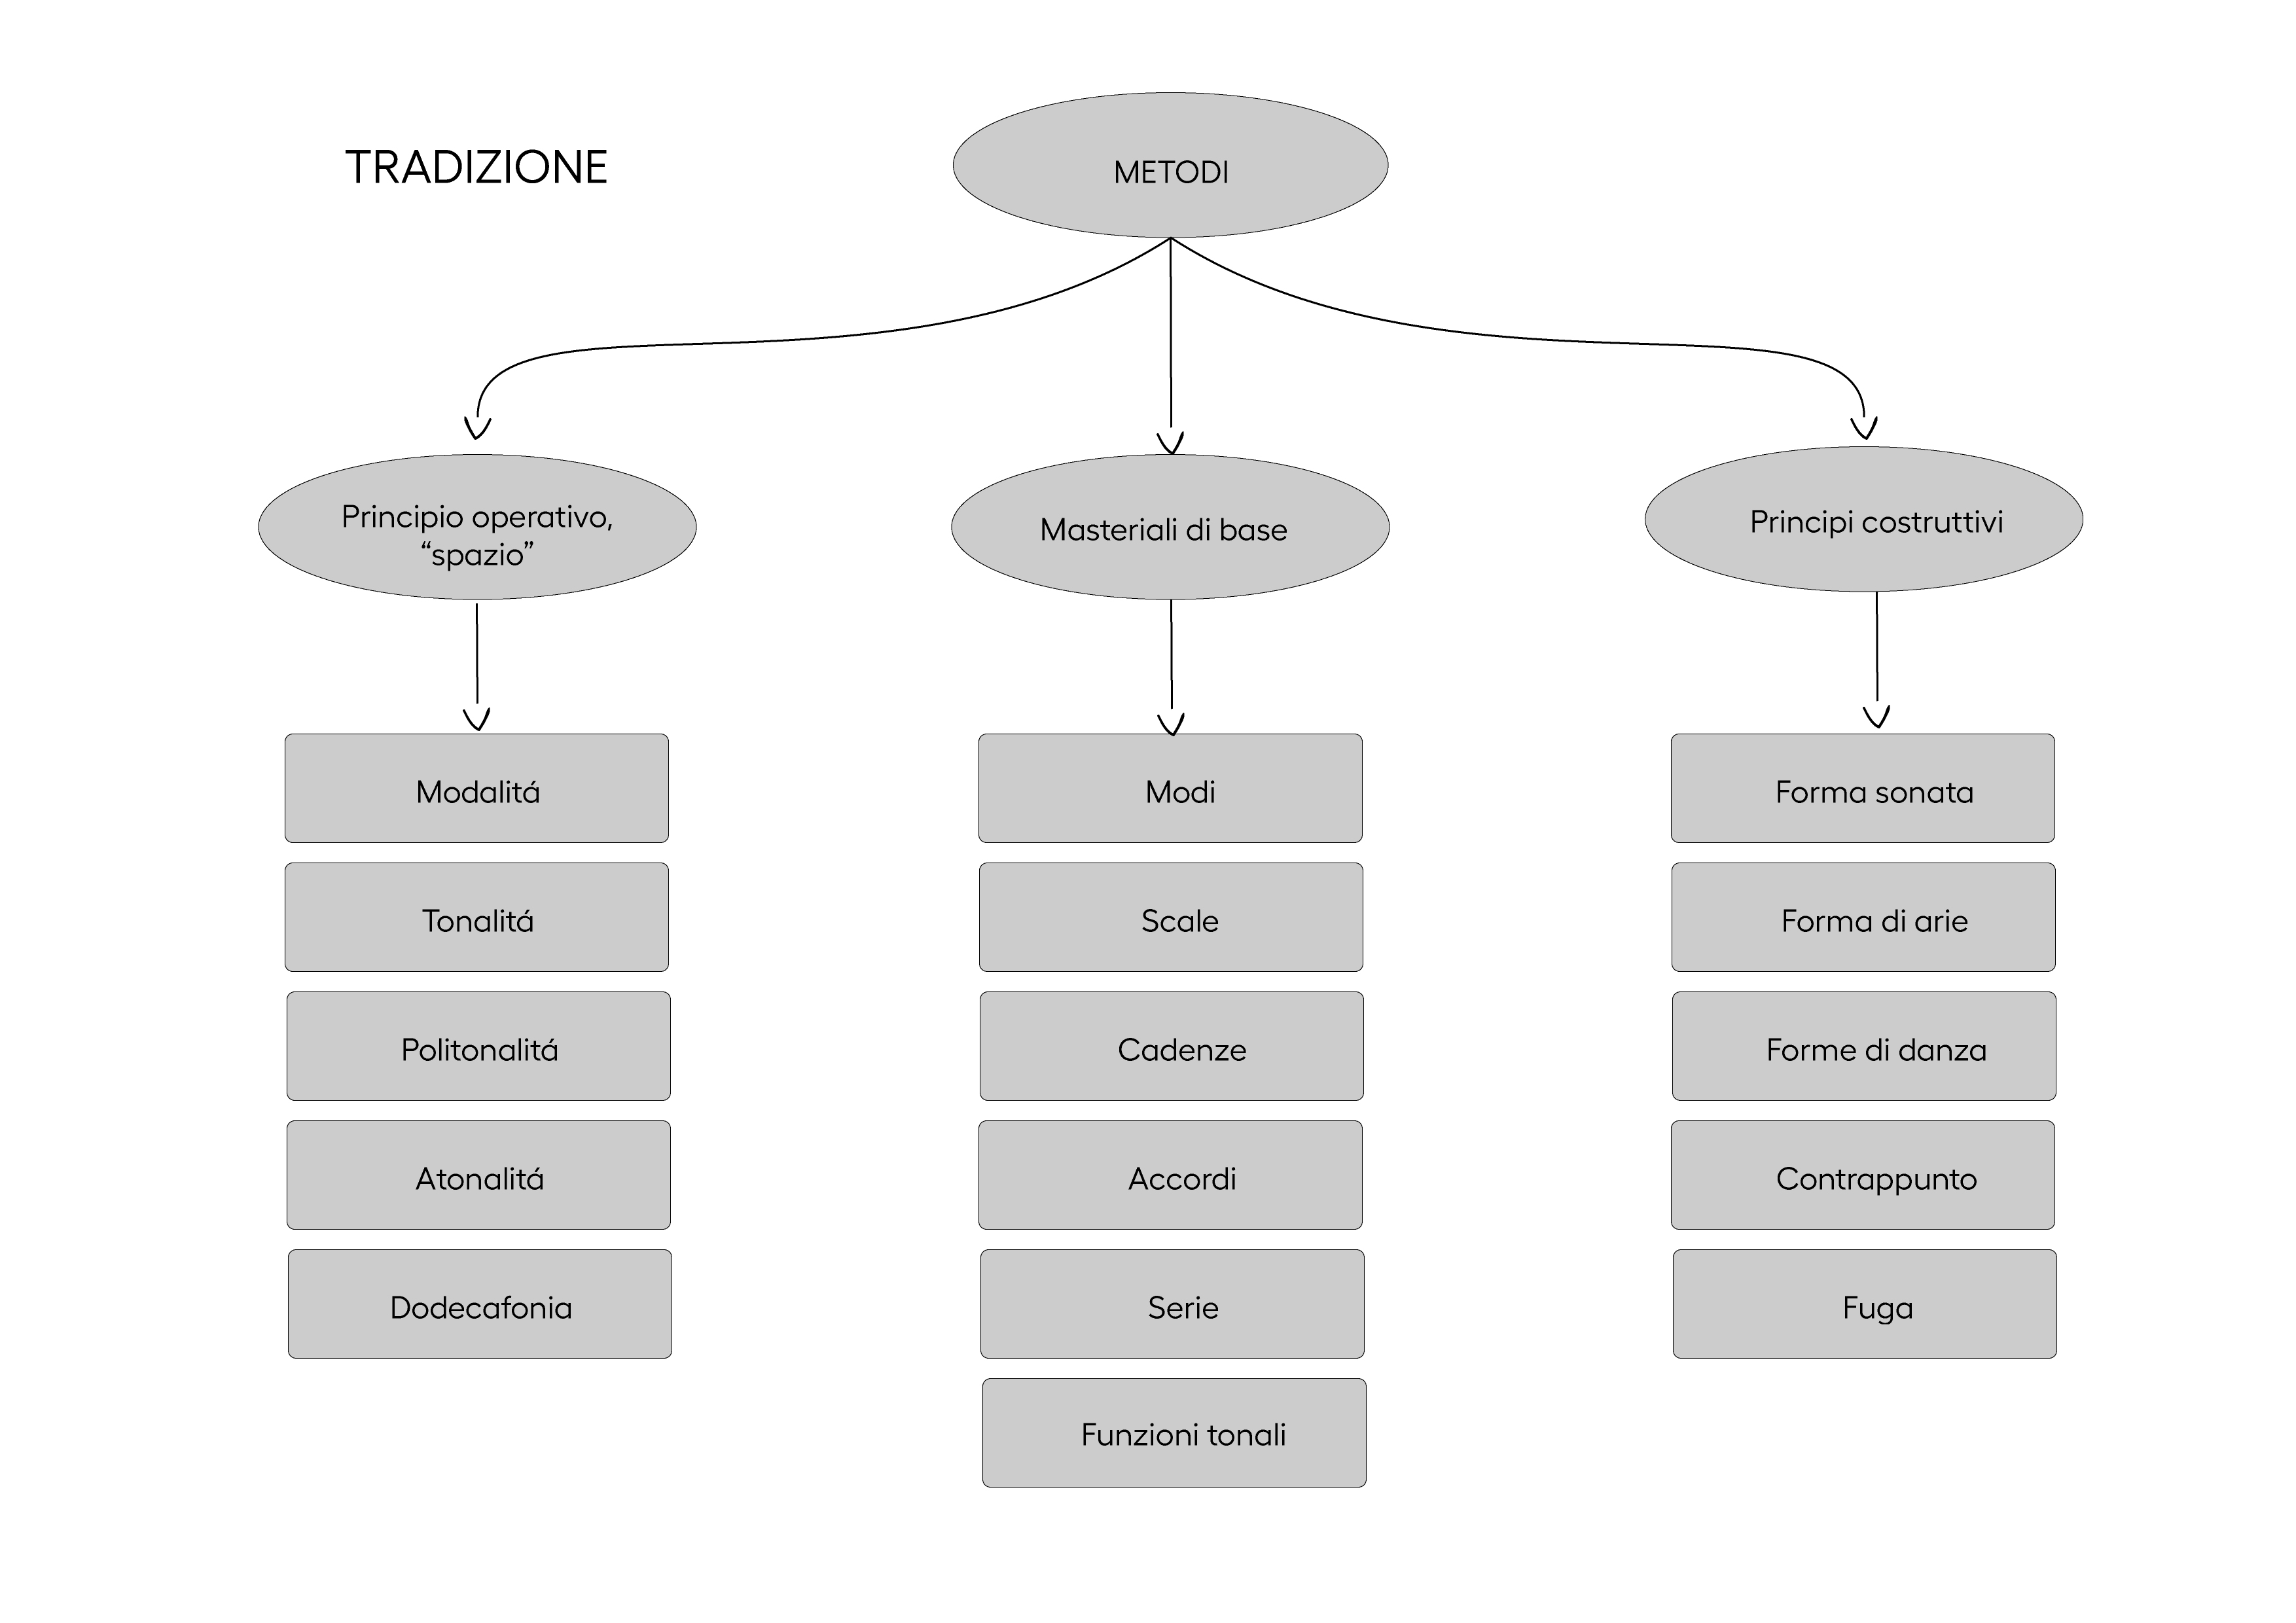 TRADIZIONE
METODI
Principio operativo,
“spazio”
Masteriali di base
Principi costruttivi
Modalitá
Tonalitá
Politonalitá
Atonalitá
Dodecafonia
Modi
Scale
Cadenze
Accordi
Serie
Funzioni tonali
Forma sonata
Forma di arie
Forme di danza
Contrappunto
Fuga